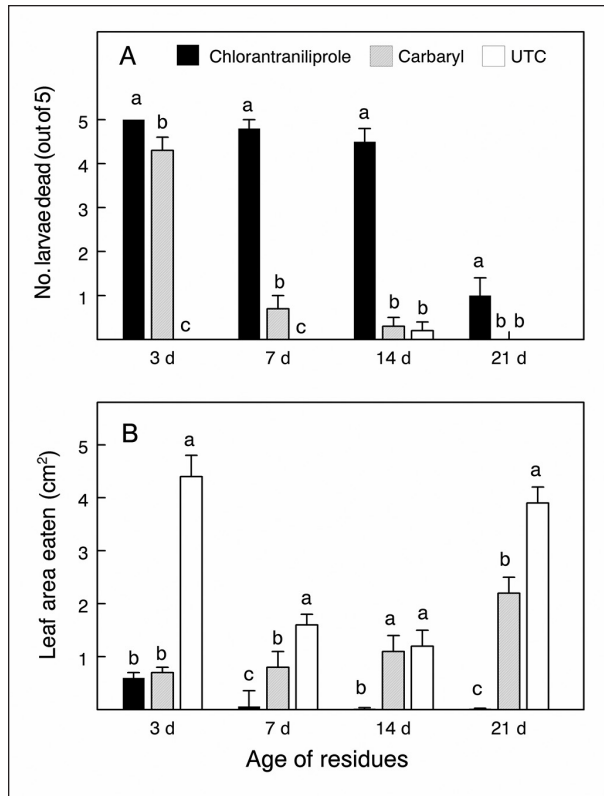 A
Chlorantraniliprole
Carbaryl
UTC
No. larvae dead (out of 5)
5
4
3
2
1
a b c
a b c
a b b
a b b
3 d 7 d 14 d 21 d
B
Leaf area eaten (cm²)
5
4
3
2
1
b b a
c b a
b a a
c b a
3 d 7 d 14 d 21 d
Age of residues